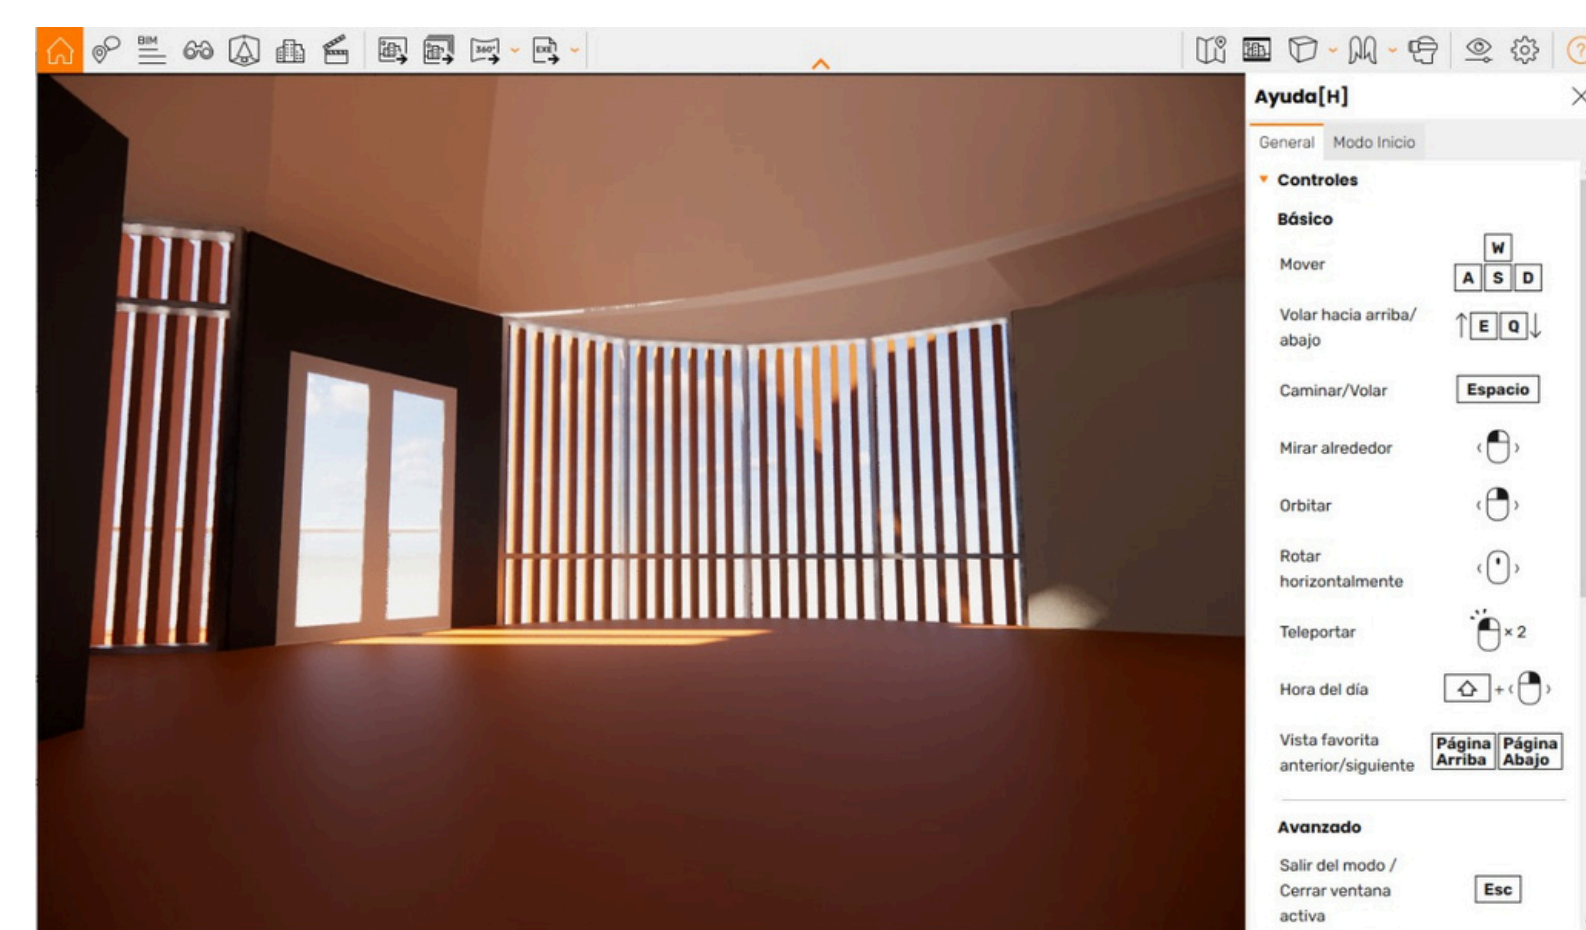 BIM
360°
EXE
?
Ayuda[H]
General Modo Inicio
Controles
Básico
Mover
W
A S D
Volar hacia arriba/
abajo
E Q
Caminar/Volar
Espacio
Mirar alrededor
Orbitar
Rotar
horizontalmente
Teleportar
× 2
Hora del día
+
Vista favorita
anterior/siguiente
Página Página
Arriba Abajo
Avanzado
Salir del modo /
Cerrar ventana
activa
Esc